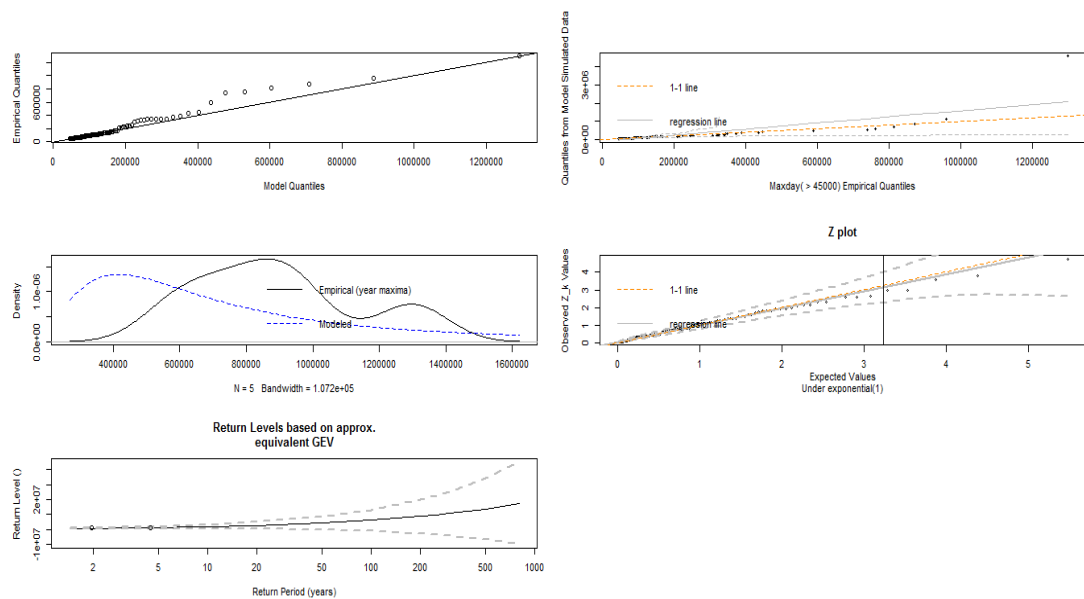 Empirical Quantiles
600000
0
0
200000
400000
600000
800000
1000000
1200000
Model Quantiles
Quantiles from Model Simulated Data
3e+06
0e+00
1-1 line
regression line
0
200000
400000
600000
800000
1000000
1200000
Maxday( > 45000) Empirical Quantiles
Density
1.0e-06
0.0e+00
Empirical (year maxima)
Modeled
400000
600000
800000
1000000
1200000
1400000
1600000
N = 5 Bandwidth = 1.072e+05
Z plot
Observed Z_k Values
4
3
2
1
0
1-1 line
regression line
0
1
2
3
4
5
Expected Values
Under exponential(1)
Return Levels based on approx.
equivalent GEV
Return Level ()
2e+07
-1e+07
2
5
10
20
50
100
200
500
1000
Return Period (years)